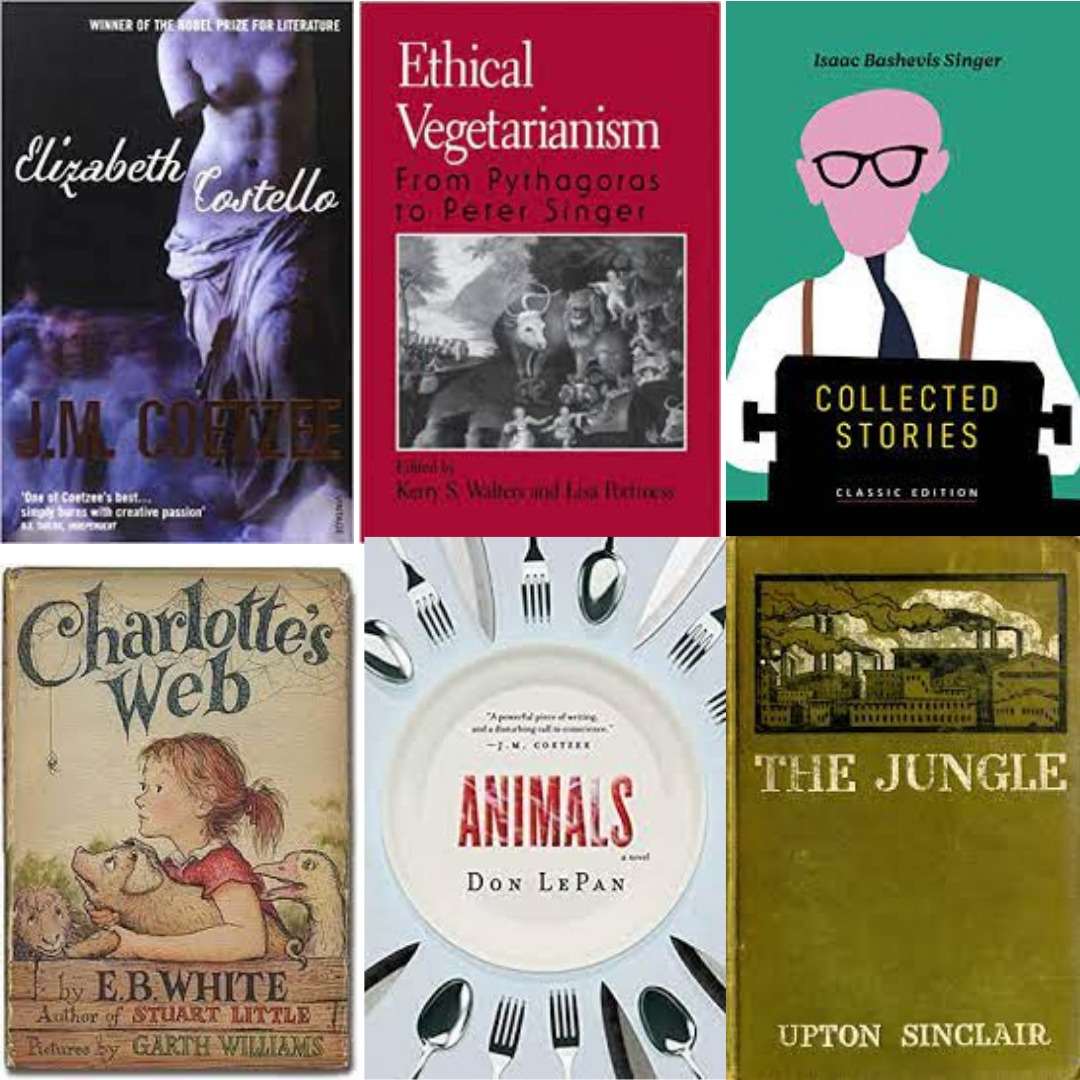 WINNER OF THE NOBEL PRIZE FOR LITERATURE
Elizabeth
Costello
J.M. COETZEE
'One of Coetzee's best...
simply burns with creative passion'
INDEPENDENT
VINTAGE
Ethical
Vegetarianism
From Pythagoras
to Peter Singer
Edited by
Kerry S. Walters and Lisa Portmess
Isaac Bashevis Singer
COLLECTED
STORIES
CLASSIC EDITION
Charlotte's
Web
by E.B. WHITE
Author of STUART LITTLE
Pictures by GARTH WILLIAMS
"A powerful piece of writing,
and a disturbing call to conscience."
—J.M. COETZEE
ANIMALS
a novel
DON LEPAN
THE JUNGLE
UPTON SINCLAIR